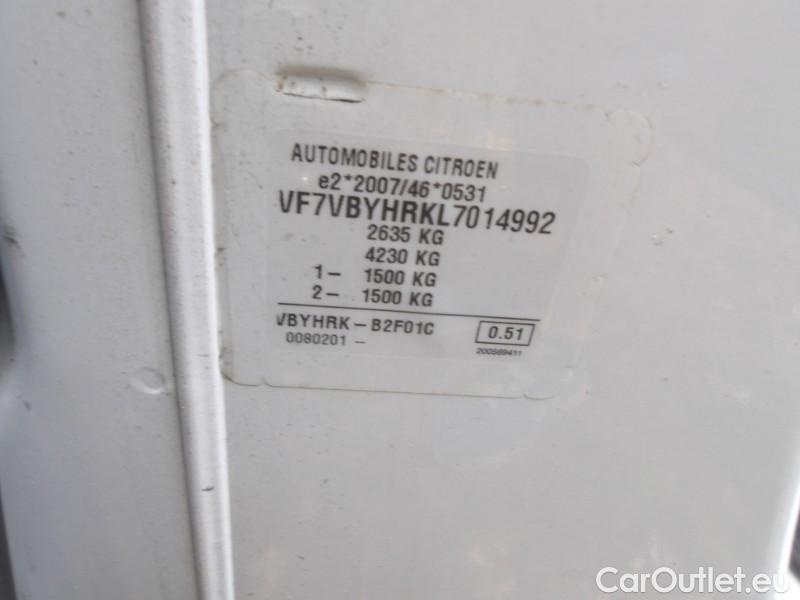 AUTOMOBILES CITROEN
e2*2007/46*0531
VF7VBYHRKL7014992
2635 KG
4230 KG
1– 1500 KG
2– 1500 KG
VBYHRK – B2F01C 0.51
0080201 – 200569411
CarOutlet.eu